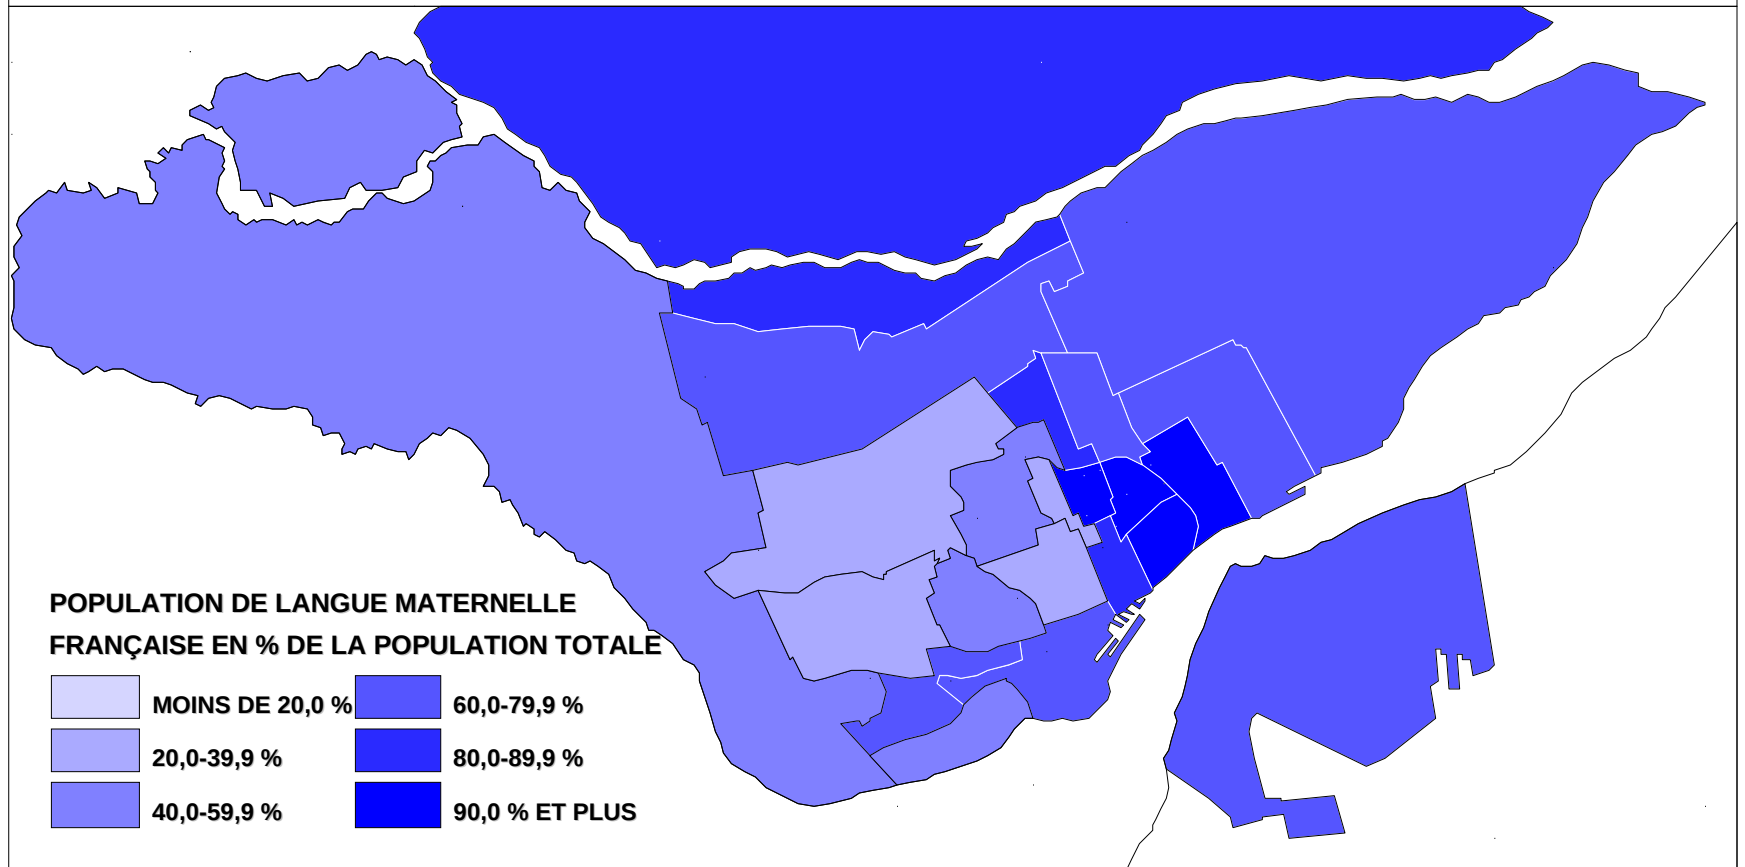 POPULATION DE LANGUE MATERNELLE
FRANÇAISE EN % DE LA POPULATION TOTALE
MOINS DE 20,0 %
20,0-39,9 %
40,0-59,9 %
60,0-79,9 %
80,0-89,9 %
90,0 % ET PLUS